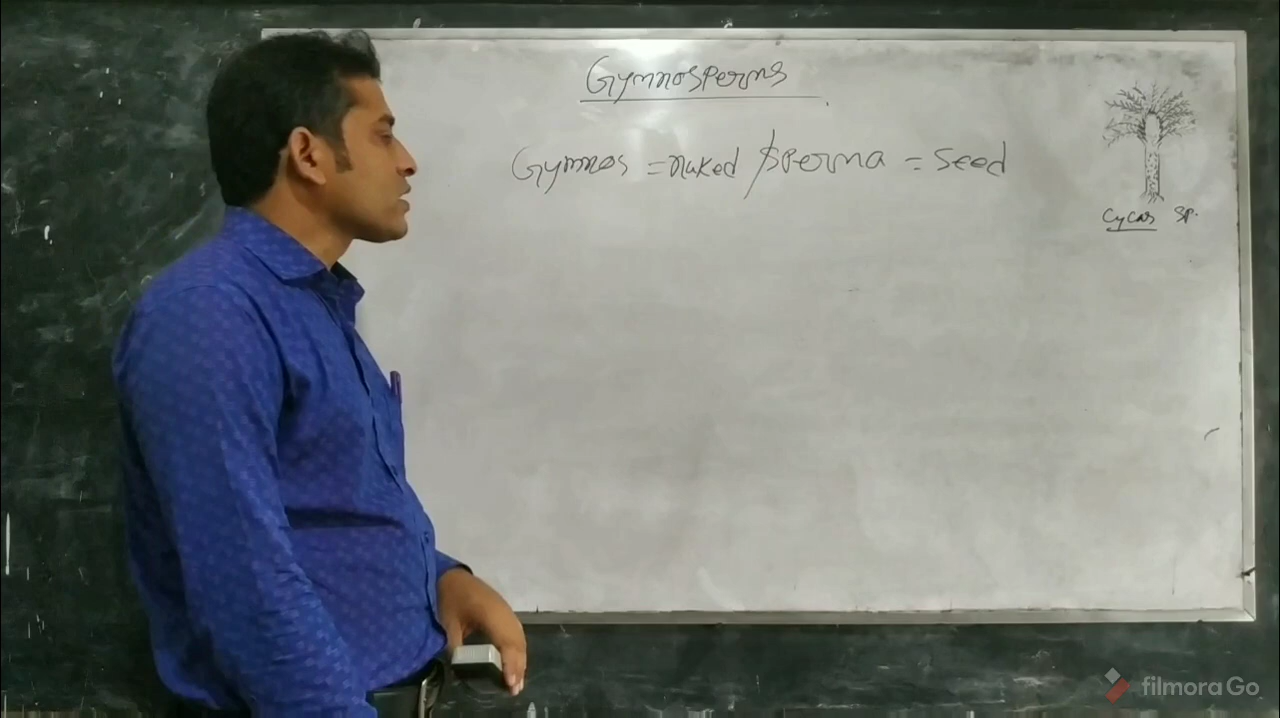 Gymnosperms
Gymnos = naked / sperma = seed
Cycas sp.
filmora Go